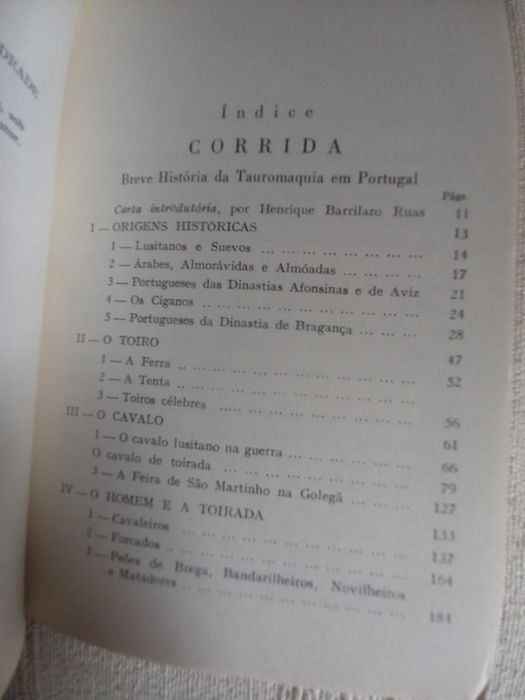 DRADE
sob
Índice
CORRIDA
Breve História da Tauromaquia em Portugal
Págs.
Carta introdutória, por Henrique Barrilaro Ruas 11
I — ORIGENS HISTÓRICAS 13
1 — Lusitanos e Suevos ... ... ... ... ... ... ... 14
2 — Árabes, Almorávidas e Almóadas ... ... ... ... 17
3 — Portugueses das Dinastias Afonsinas e de Aviz 21
4 — Os Ciganos ... ... ... ... ... ... ... ... ... 24
5 — Portugueses da Dinastia de Bragança ... ... ... 28
II — O TOIRO 47
1 — A Ferra ... ... ... ... ... ... ... ... ... ... 52
2 — A Tenta ... ... ... ... ... ... ... ... ... ...
3 — Toiros célebres ... ... ... ... ... ... ... ... 56
III — O CAVALO 61
1 — O cavalo lusitano na guerra ... ... ... ... ... 66
O cavalo de toirada ... ... ... ... ... ... ... 79
3 — A Feira de São Martinho na Golegã ... ... ... 127
IV — O HOMEM E A TOIRADA 133
1 — Cavaleiros ... ... ... ... ... ... ... ... ... 137
2 — Forcados ... ... ... ... ... ... ... ... ... 164
3 — Peões de Brega, Bandarilheiros, Novilheiros
e Matadores ... ... ... ... ... ... ... ... 184